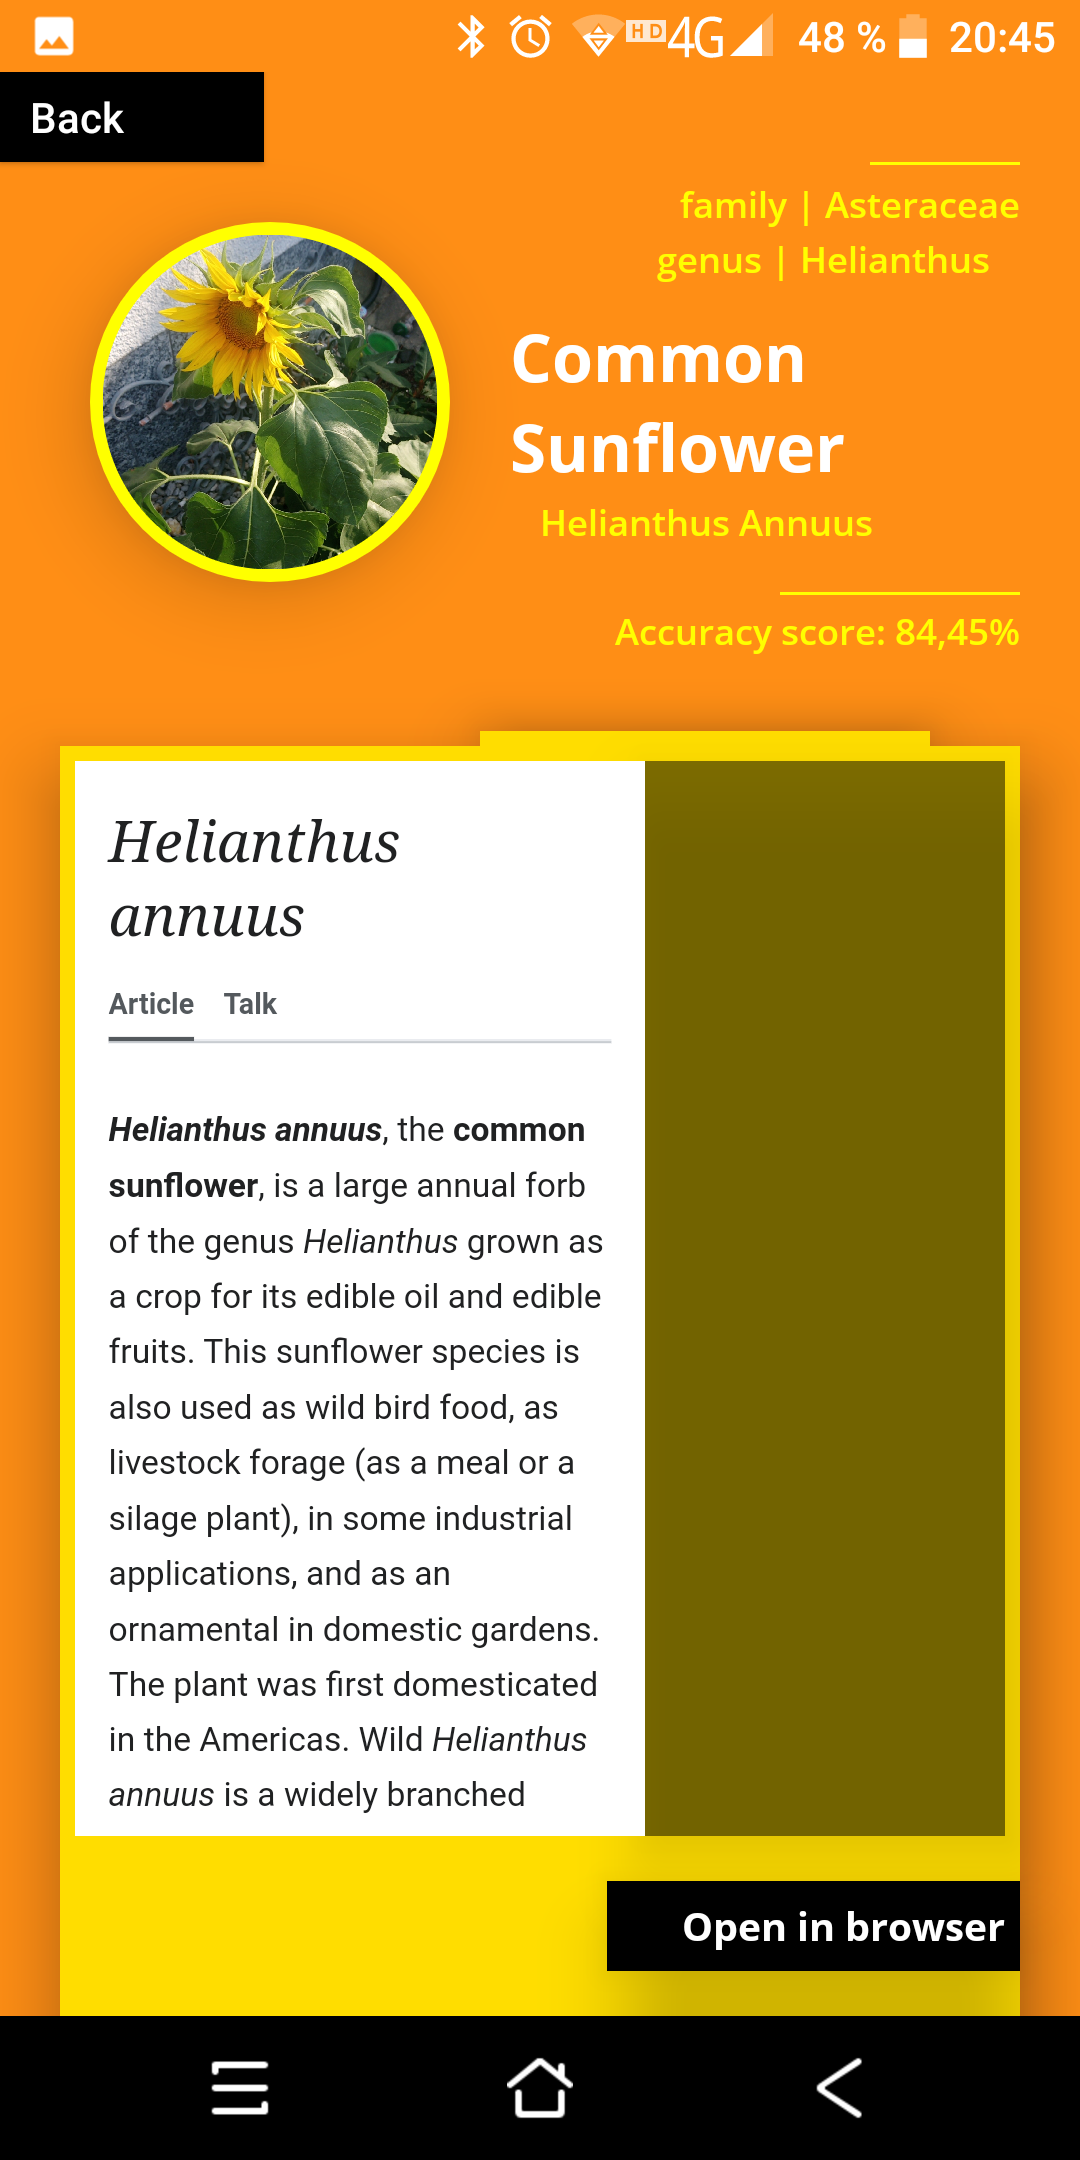 HD 4G 48 % 20:45
Back
family | Asteraceae
genus | Helianthus
Common
Sunflower
Helianthus Annuus
Accuracy score: 84,45%
Helianthus
annuus
Article Talk
Helianthus annuus, the common
sunflower, is a large annual forb
of the genus Helianthus grown as
a crop for its edible oil and edible
fruits. This sunflower species is
also used as wild bird food, as
livestock forage (as a meal or a
silage plant), in some industrial
applications, and as an
ornamental in domestic gardens.
The plant was first domesticated
in the Americas. Wild Helianthus
annuus is a widely branched
Open in browser